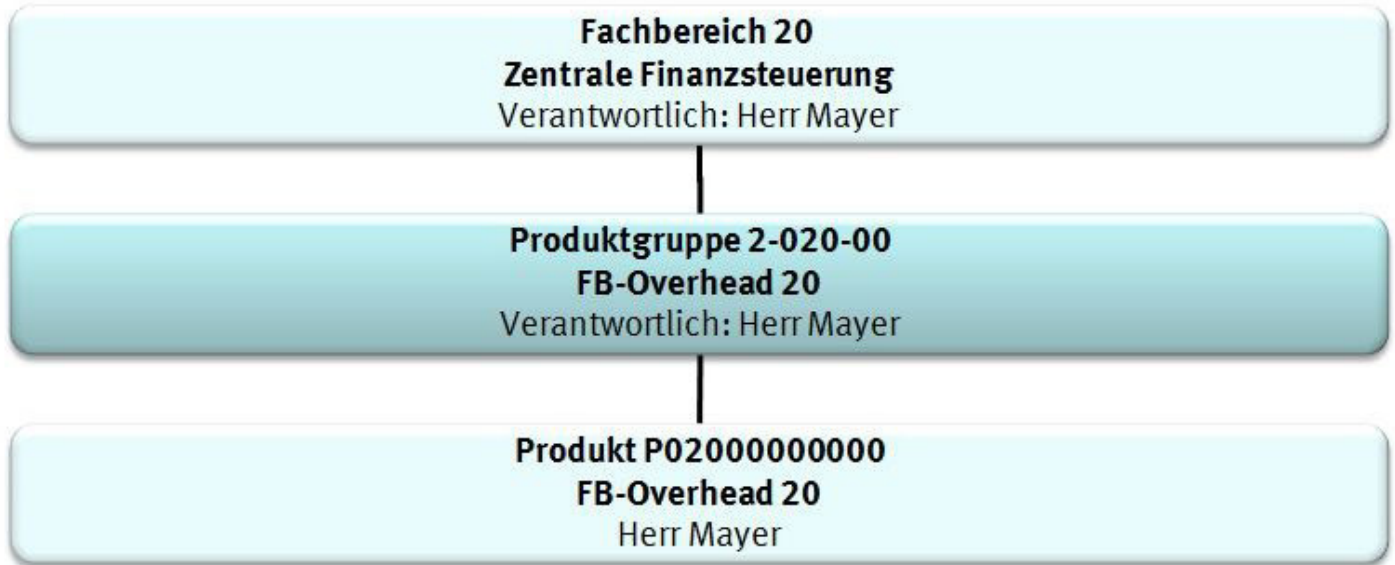 Fachbereich 20
Zentrale Finanzsteuerung
Verantwortlich: Herr Mayer
Produktgruppe 2-020-00
FB-Overhead 20
Verantwortlich: Herr Mayer
Produkt P02000000000
FB-Overhead 20
Herr Mayer